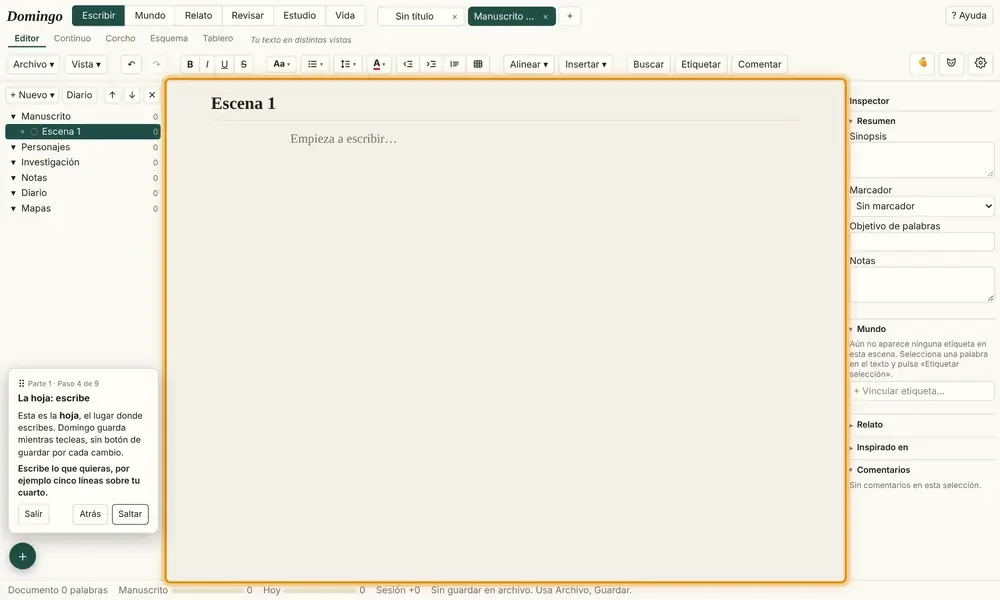 Domingo Escribir Mundo Relato Revisar Estudio Vida Sin título × Manuscrito ... × + ? Ayuda
Editor Continuo Corcho Esquema Tablero Tu texto en distintas vistas
Archivo ▾ Vista ▾ ↶ ↷ B I U S Aa ▾ A ▾ Alinear ▾ Insertar ▾ Buscar Etiquetar Comentar
+ Nuevo ▾ Diario ↑ ↓ ×
▼ Manuscrito 0
Escena 1 0
▼ Personajes 0
▼ Investigación 0
▼ Notas 0
▼ Diario 0
▼ Mapas 0
Parte 1 · Paso 4 de 9
La hoja: escribe
Esta es la hoja, el lugar donde
escribes. Domingo guarda
mientras tecleas, sin botón de
guardar por cada cambio.
Escribe lo que quieras, por
ejemplo cinco líneas sobre tu
cuarto.
Salir Atrás Saltar
+
Escena 1
Empieza a escribir…
Inspector
Resumen
Sinopsis
Marcador
Sin marcador
Objetivo de palabras
Notas
Mundo
Aún no aparece ninguna etiqueta en
esta escena. Selecciona una palabra
en el texto y pulsa «Etiquetar
selección».
+ Vincular etiqueta...
Relato
Inspirado en
Comentarios
Sin comentarios en esta selección.
Documento 0 palabras Manuscrito 0 Hoy 0 Sesión +0 Sin guardar en archivo. Usa Archivo, Guardar.